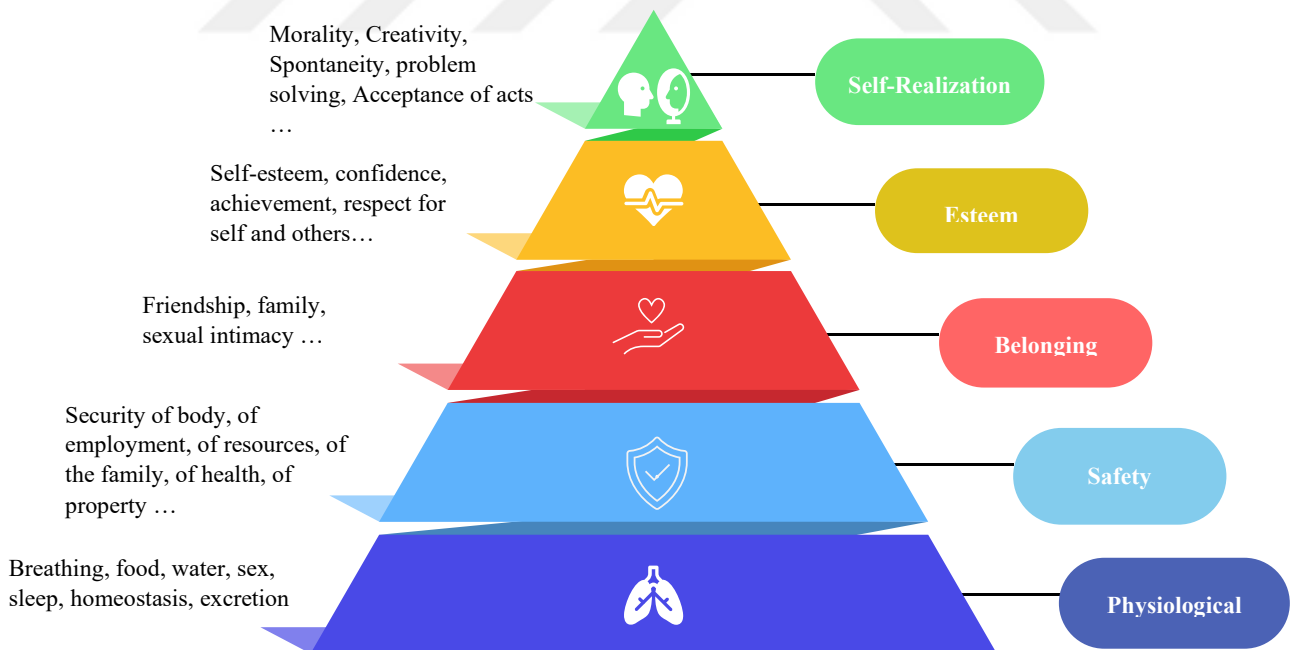 Morality, Creativity,
Spontaneity, problem
solving, Acceptance of acts
…
Self-Realization
Self-esteem, confidence,
achievement, respect for
self and others…
Esteem
Friendship, family,
sexual intimacy …
Belonging
Security of body, of
employment, of resources, of
the family, of health, of
property …
Safety
Breathing, food, water, sex,
sleep, homeostasis, excretion
Physiological